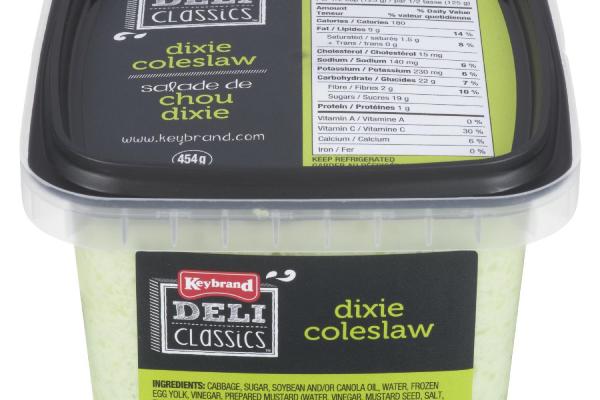 DELI
CLASSICS
dixie
coleslaw
salade de
chou
dixie
www.keybrand.com
454 g
Amount % Daily Value
Teneur % valeur quotidienne
Calories / Calories 180
Fat / Lipides 9 g 14 %
Saturated / saturés 1.5 g
+ Trans / trans 0 g 8 %
Cholesterol / Cholestérol 15 mg
Sodium / Sodium 140 mg 6 %
Potassium / Potassium 230 mg 6 %
Carbohydrate / Glucides 22 g 7 %
Fibre / Fibres 2 g 10 %
Sugars / Sucres 19 g
Protein / Protéines 1 g
Vitamin A / Vitamine A 0 %
Vitamin C / Vitamine C 30 %
Calcium / Calcium 6 %
Iron / Fer 0 %
KEEP REFRIGERATED
Keybrand
DELI
CLASSICS
dixie
coleslaw
INGREDIENTS: CABBAGE, SUGAR, SOYBEAN AND/OR CANOLA OIL, WATER, FROZEN
EGG YOLK, VINEGAR, PREPARED MUSTARD (WATER, VINEGAR, MUSTARD SEED, SALT,